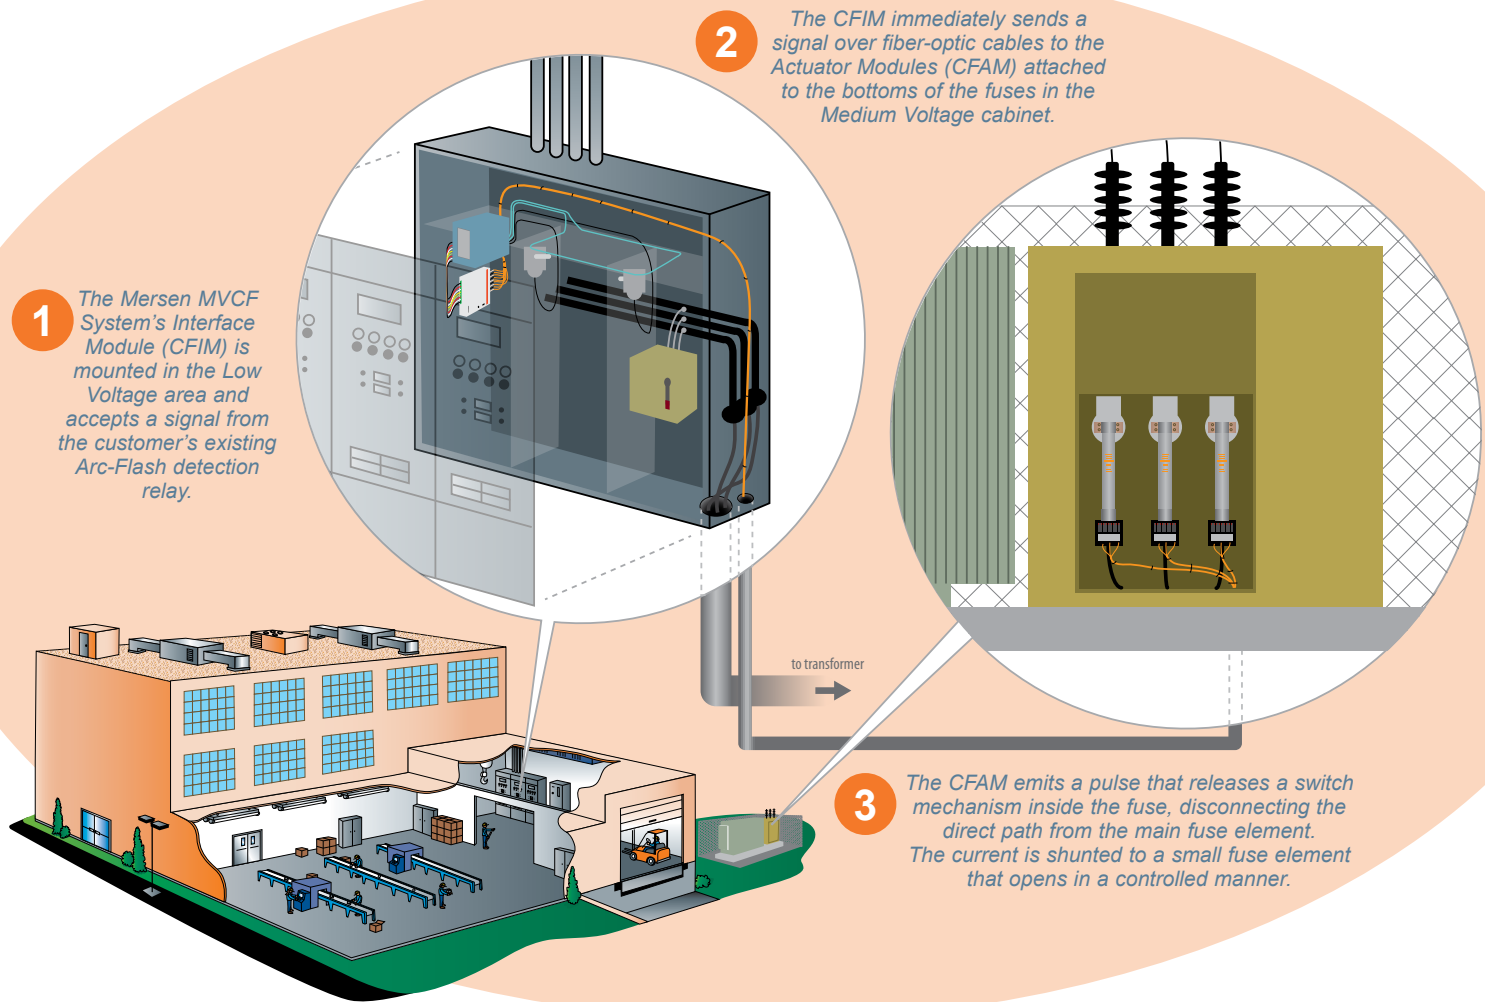 1
The Mersen MVCF
System’s Interface
Module (CFIM) is
mounted in the Low
Voltage area and
accepts a signal from
the customer’s existing
Arc-Flash detection
relay.
2
The CFIM immediately sends a
signal over fiber-optic cables to the
Actuator Modules (CFAM) attached
to the bottoms of the fuses in the
Medium Voltage cabinet.
to transformer
3
The CFAM emits a pulse that releases a switch
mechanism inside the fuse, disconnecting the
direct path from the main fuse element.
The current is shunted to a small fuse element
that opens in a controlled manner.